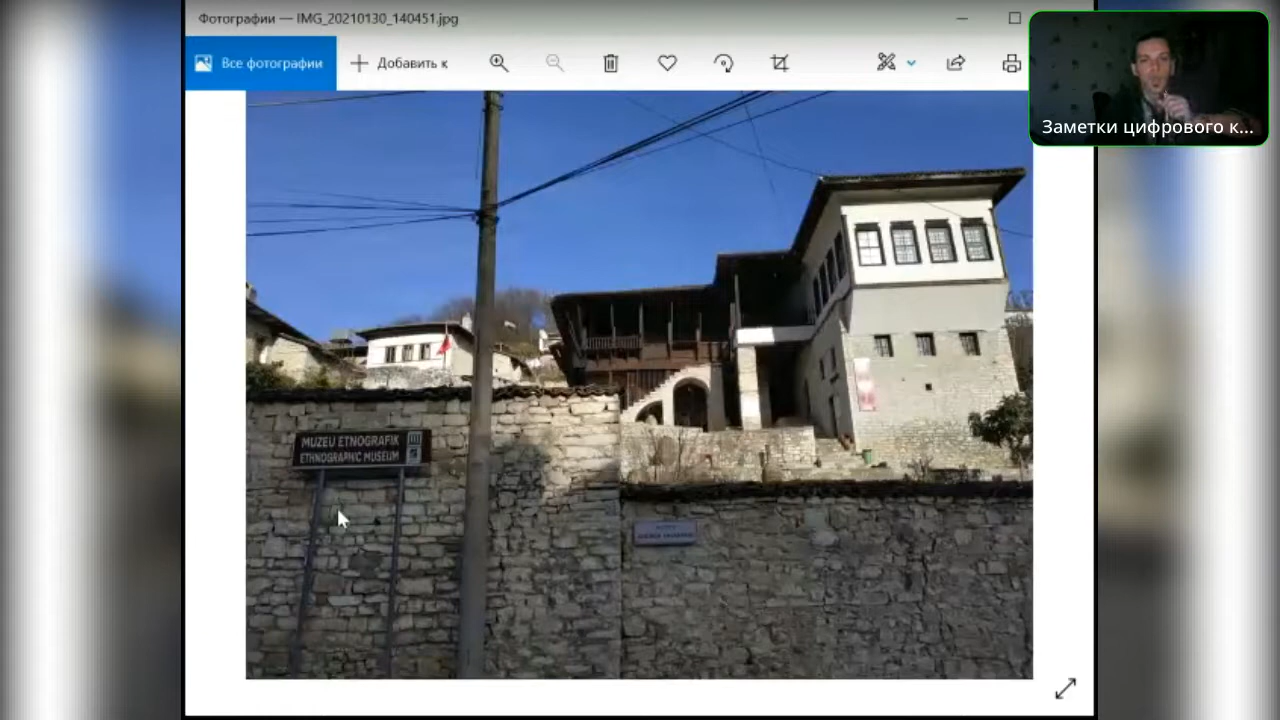 Фотографии — IMG_20210130_140451.jpg
Все фотографии
Добавить к
Заметки цифрового к...
MUZEU ETNOGRAFIK
ETHNOGRAPHIC MUSEUM